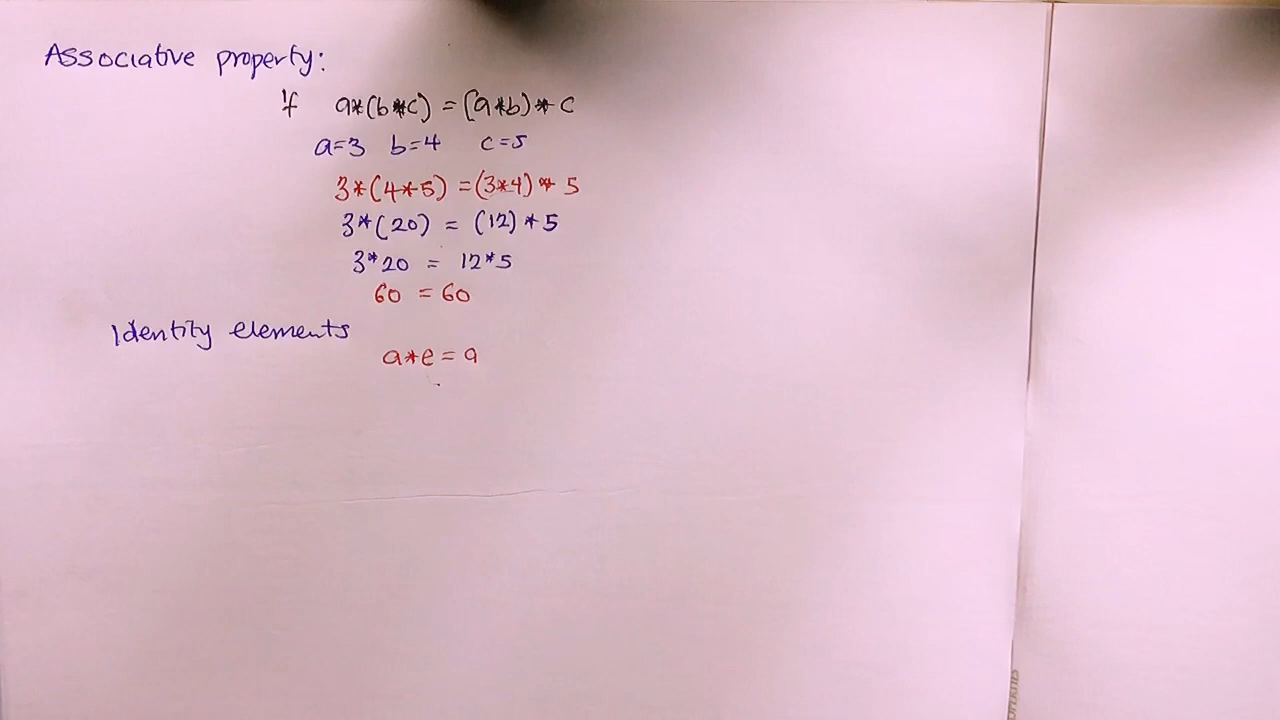 Associative property:
If a*(b*c) = (a*b)*c
a=3 b=4 c=5
3*(4*5) =(3*4)*5
3*(20) = (12)*5
3*20 = 12*5
60 = 60
Identity elements
a*e = a